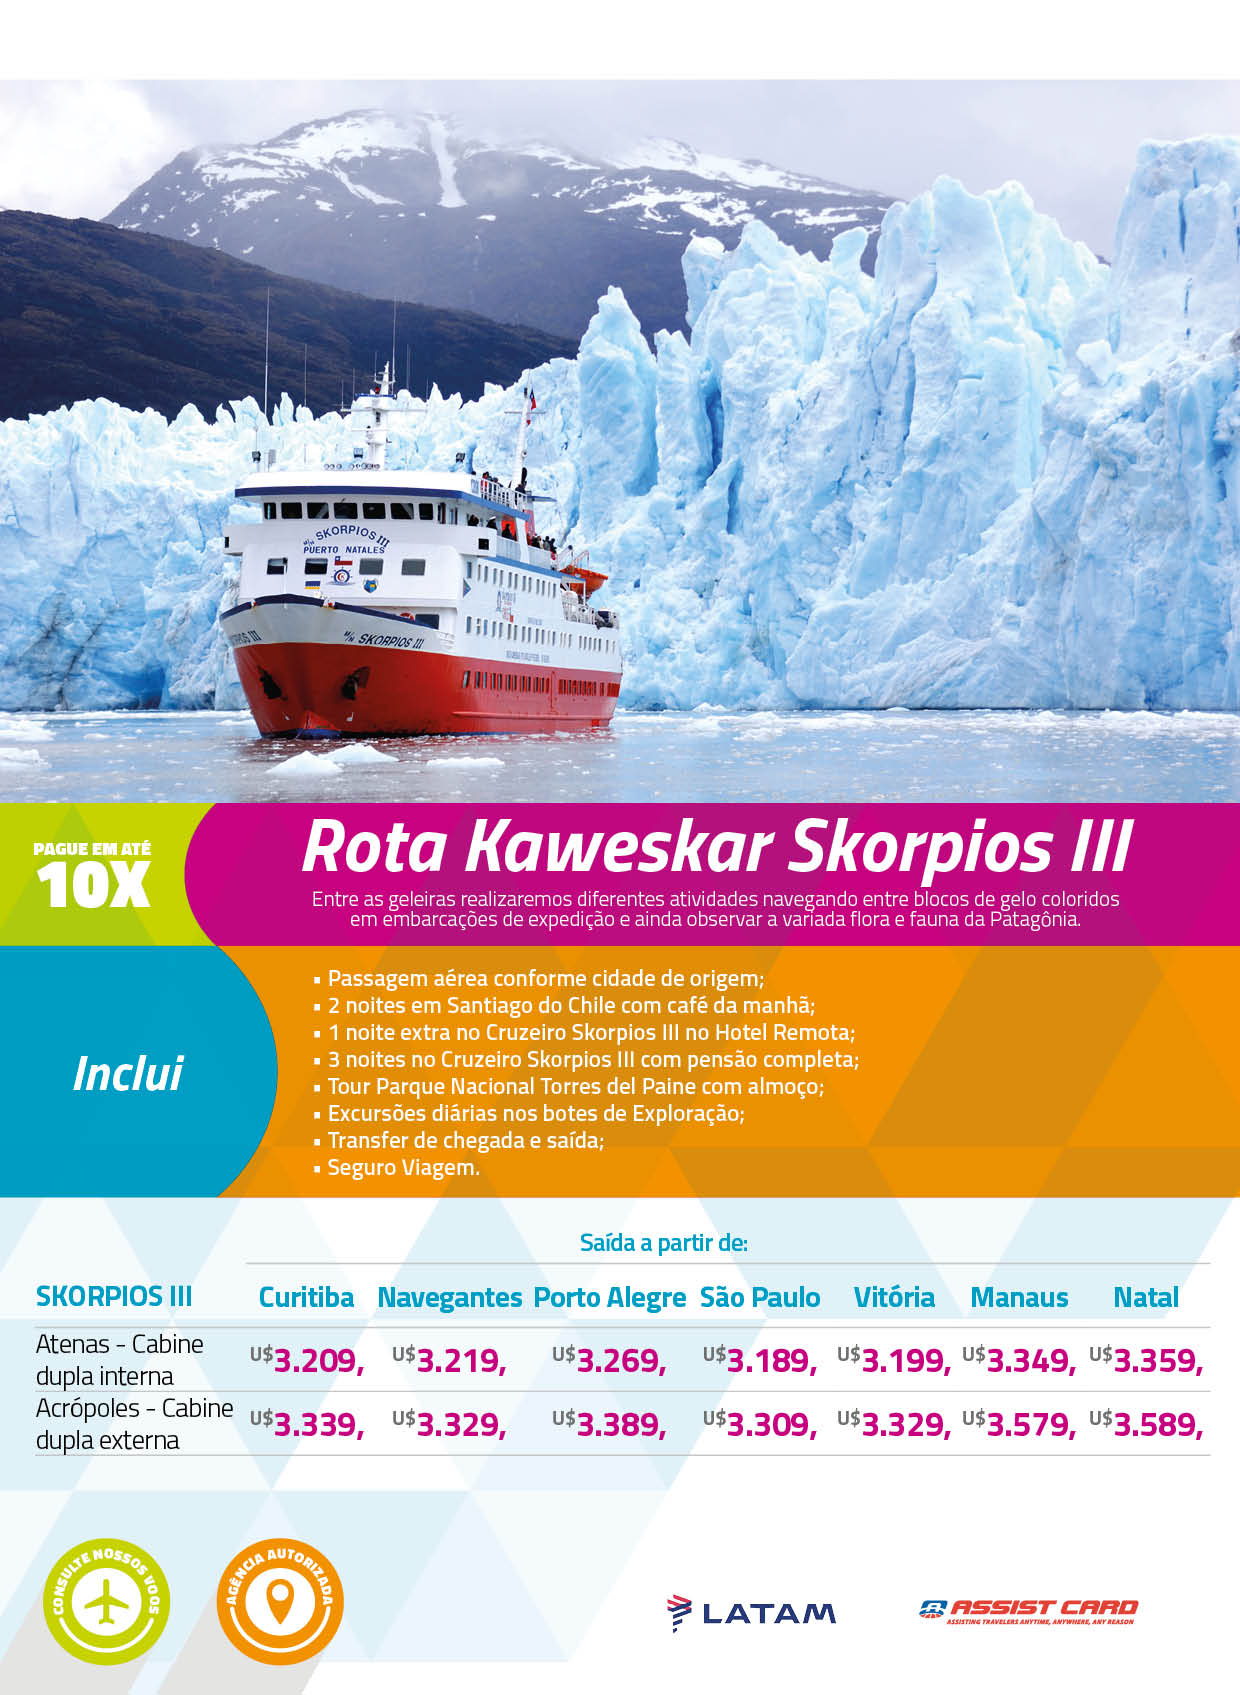 M/N SKORPIOS III
PUERTO NATALES
SKORPIOS III
M/N SKORPIOS III
PAGUE EM ATÉ
10X
Rota Kaweskar Skorpios III
Entre as geleiras realizaremos diferentes atividades navegando entre blocos de gelo coloridos
em embarcações de expedição e ainda observar a variada flora e fauna da Patagônia.
Inclui
• Passagem aérea conforme cidade de origem;
• 2 noites em Santiago do Chile com café da manhã;
• 1 noite extra no Cruzeiro Skorpios III no Hotel Remota;
• 3 noites no Cruzeiro Skorpios III com pensão completa;
• Tour Parque Nacional Torres del Paine com almoço;
• Excursões diárias nos botes de Exploração;
• Transfer de chegada e saída;
• Seguro Viagem.
Saída a partir de:
SKORPIOS III Curitiba Navegantes Porto Alegre São Paulo Vitória Manaus Natal
Atenas - Cabine
dupla interna U$3.209, U$3.219, U$3.269, U$3.189, U$3.199, U$3.349, U$3.359,
Acrópoles - Cabine
dupla externa U$3.339, U$3.329, U$3.389, U$3.309, U$3.329, U$3.579, U$3.589,
CONSULTE NOSSOS VOOS
AGÊNCIA AUTORIZADA
LATAM
ASSIST CARD
ASSISTING TRAVELERS ANYTIME, ANYWHERE, ANY REASON